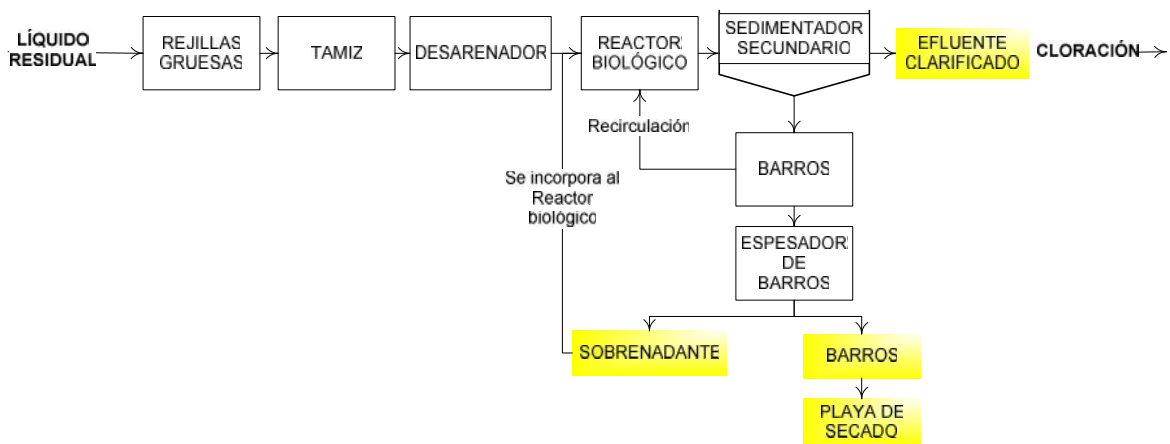 LÍQUIDO
RESIDUAL
REJILLAS
GRUESAS
TAMIZ
DESARENADOR
REACTOR
BIOLÓGICO
SEDIMENTADOR
SECUNDARIO
EFLUENTE
CLARIFICADO
CLORACIÓN
Recirculación
BARROS
Se incorpora al
Reactor
biológico
ESPESADOR
DE
BARROS
SOBRENADANTE
BARROS
PLAYA DE
SECADO